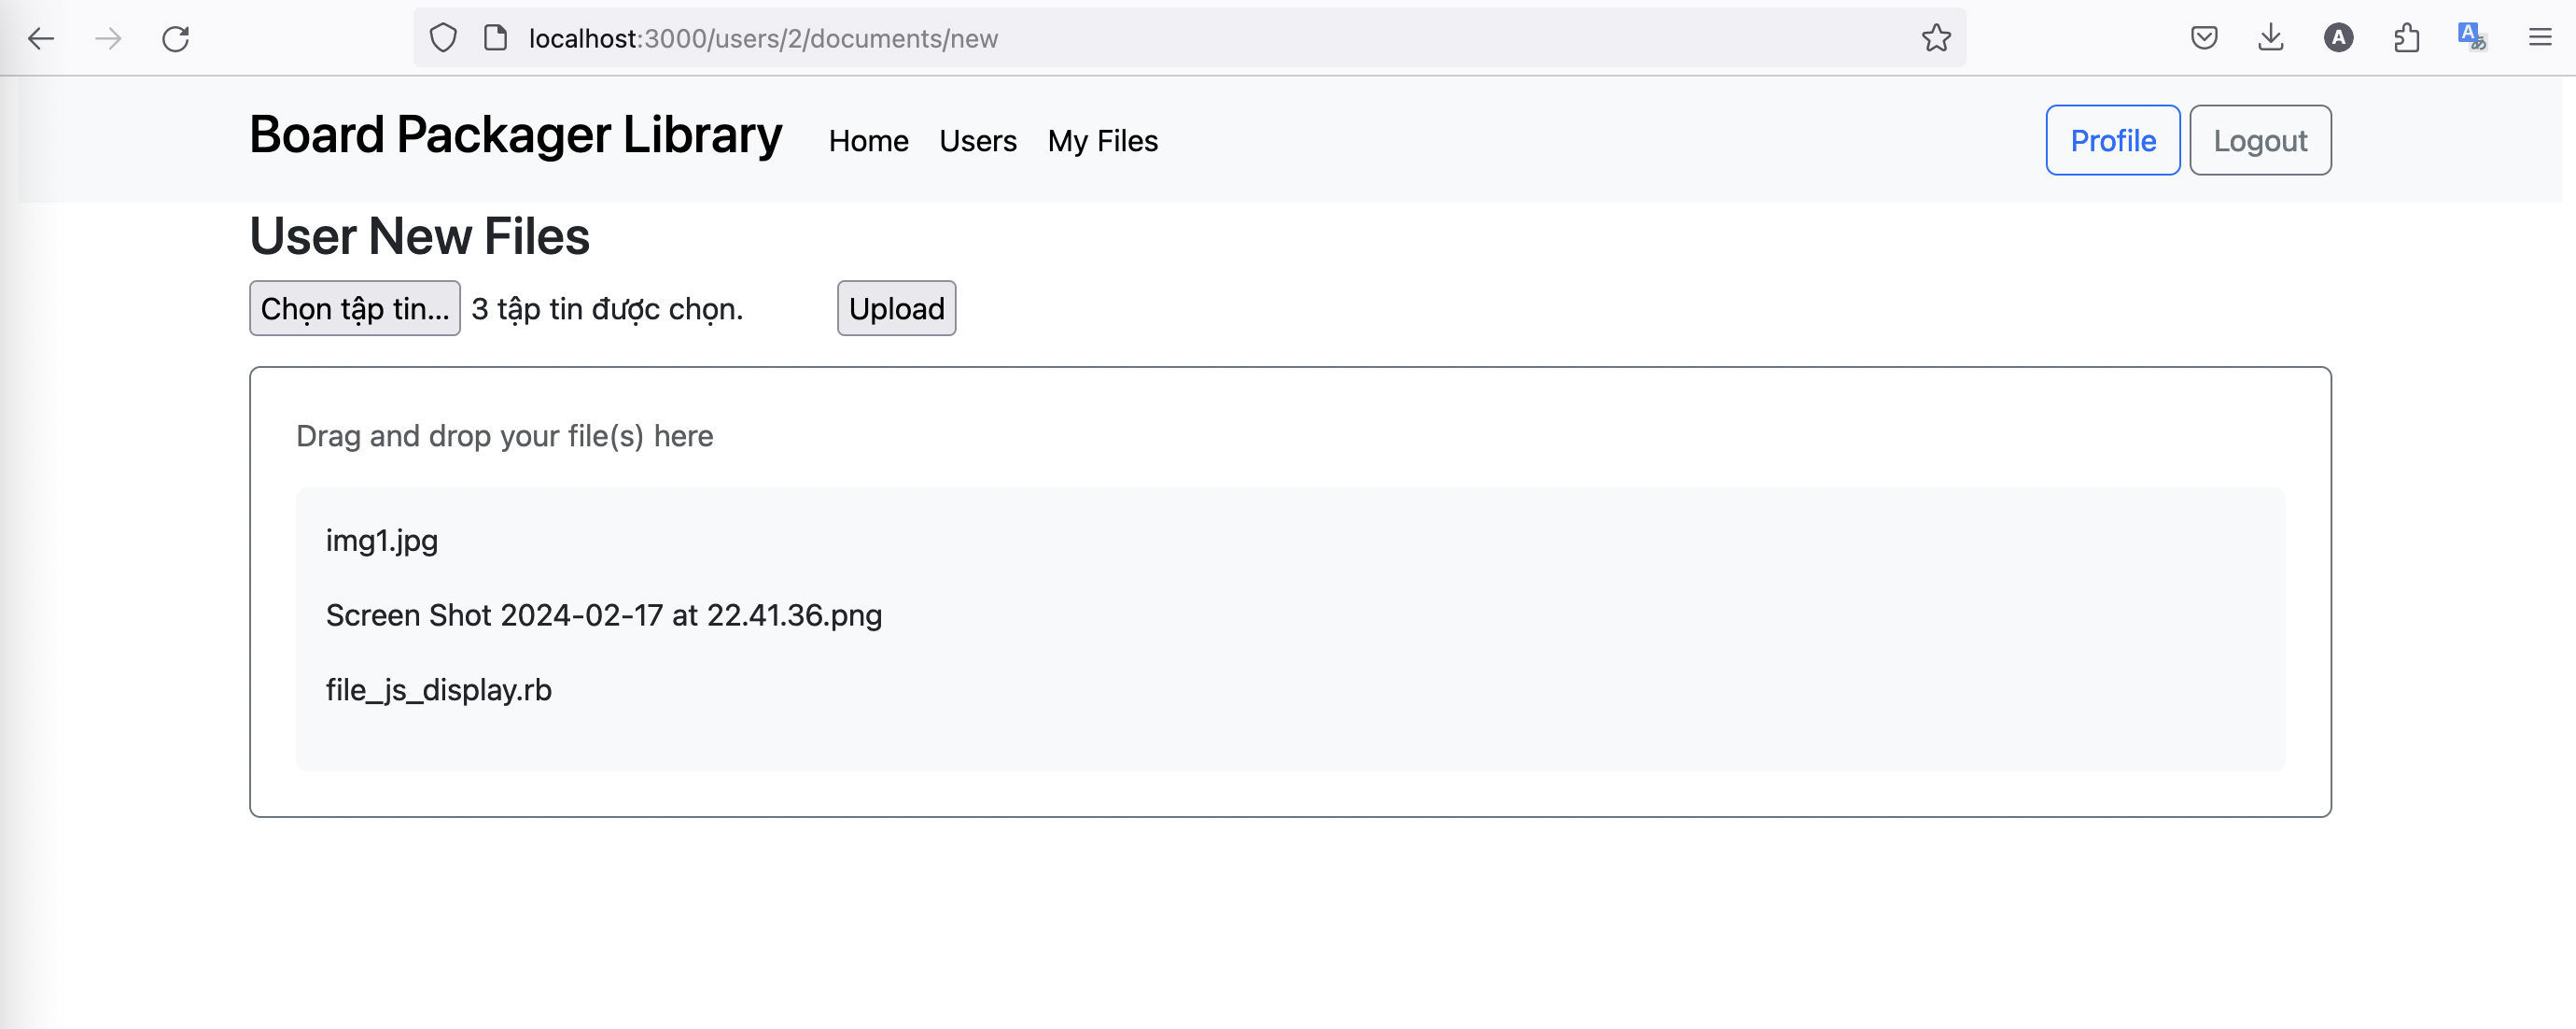 localhost:3000/users/2/documents/new
A
A あ
Board Packager Library Home Users My Files Profile Logout
User New Files
Chọn tập tin... 3 tập tin được chọn. Upload
Drag and drop your file(s) here
img1.jpg
Screen Shot 2024-02-17 at 22.41.36.png
file_js_display.rb